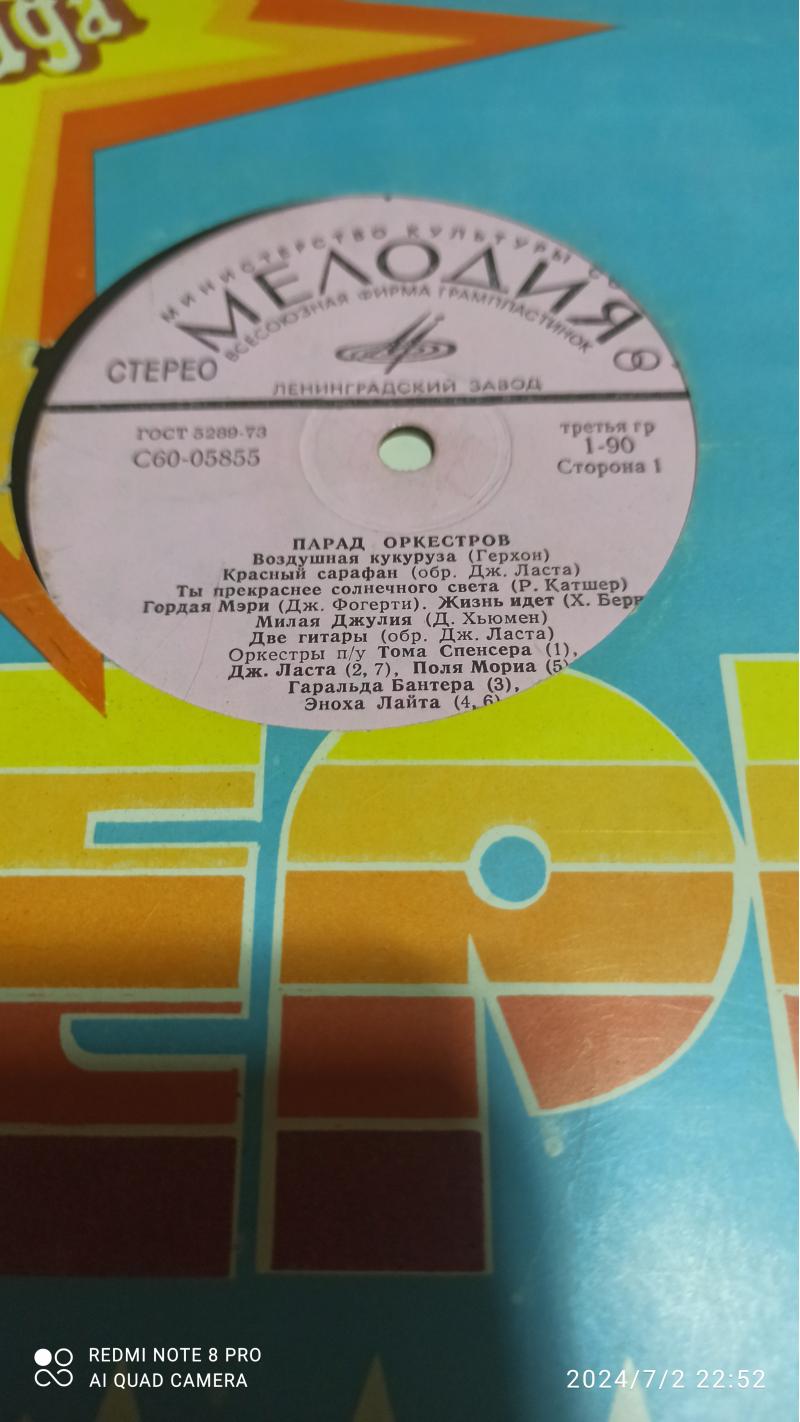 МИНИСТЕРСТВО КУЛЬТУРЫ
МЕЛОДИЯ
ВСЕСОЮЗНАЯ ФИРМА ГРАМПЛАСТИНОК
СТЕРЕО
ЛЕНИНГРАДСКИЙ ЗАВОД
ГОСТ 5289-73
С60-05855
третья гр
1-90
Сторона 1
ПАРАД ОРКЕСТРОВ
Воздушная кукуруза (Герхон)
Красный сарафан (обр. Дж. Ласта)
Ты прекраснее солнечного света (Р. Катшер)
Гордая Мэри (Дж. Фогерти). Жизнь идет (Х. Берн
Милая Джулия (Д. Хьюмен)
Две гитары (обр. Дж. Ласта)
Оркестры п/у Тома Спенсера (1),
Дж. Ласта (2, 7), Поля Мориа (5)
Гаральда Бантера (3),
Эноха Лайта (4, 6)
REDMI NOTE 8 PRO
AI QUAD CAMERA
2024/7/2 22:52